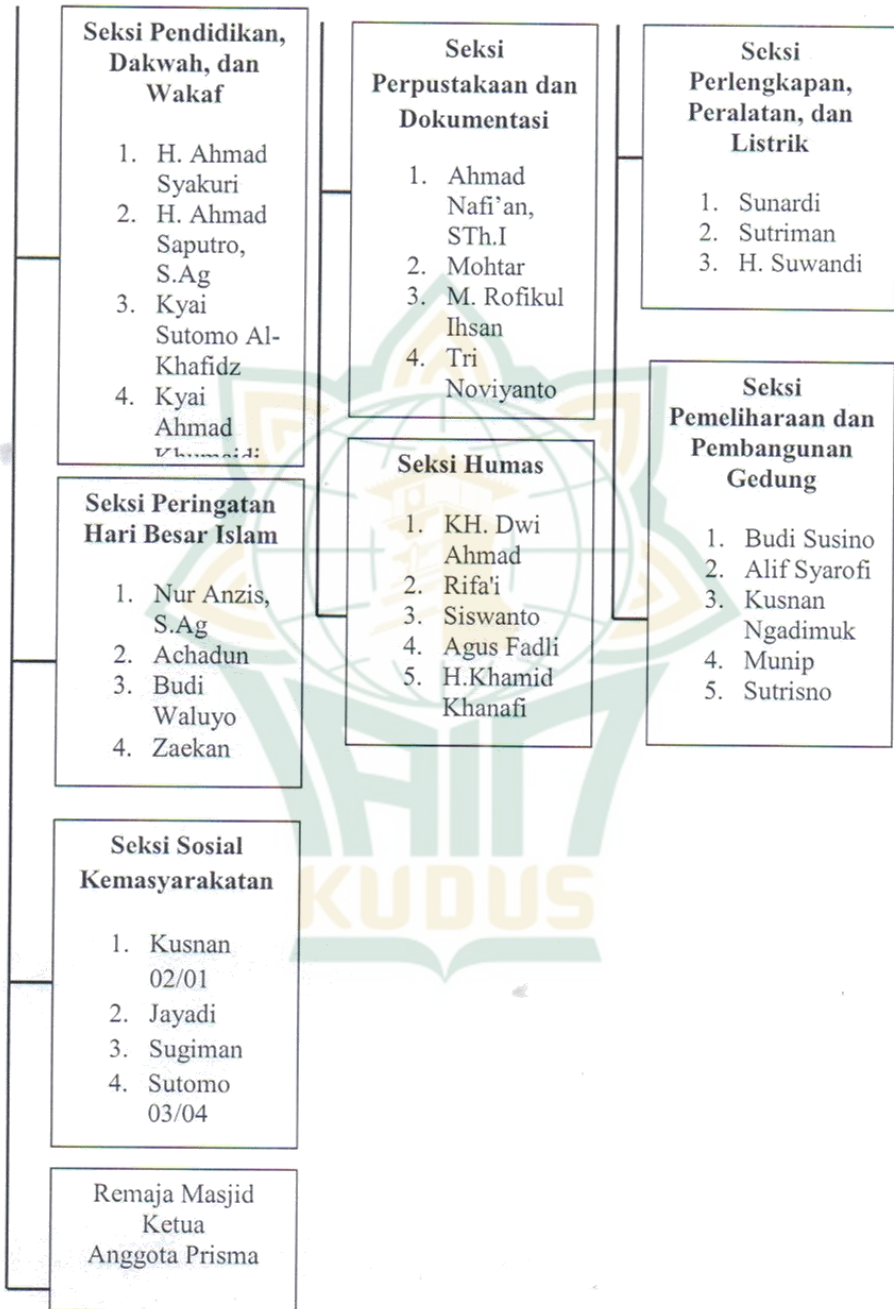 Seksi Pendidikan,
Dakwah, dan
Wakaf
1. H. Ahmad
Syakuri
2. H. Ahmad
Saputro,
S.Ag
3. Kyai
Sutomo Al-
Khafidz
4. Kyai
Ahmad
Seksi Peringatan
Hari Besar Islam
1. Nur Anzis,
S.Ag
2. Achadun
3. Budi
Waluyo
4. Zaekan
Seksi Sosial
Kemasyarakatan
1. Kusnan
02/01
2. Jayadi
3. Sugiman
4. Sutomo
03/04
Remaja Masjid
Ketua
Anggota Prisma
Seksi
Perpustakaan dan
Dokumentasi
1. Ahmad
Nafi'an,
STh.I
2. Mohtar
3. M. Rofikul
Ihsan
4. Tri
Noviyanto
Seksi Humas
1. KH. Dwi
Ahmad
2. Rifa'i
3. Siswanto
4. Agus Fadli
5. H.Khamid
Khanafi
Seksi
Perlengkapan,
Peralatan, dan
Listrik
1. Sunardi
2. Sutriman
3. H. Suwandi
Seksi
Pemeliharaan dan
Pembangunan
Gedung
1. Budi Susino
2. Alif Syarofi
3. Kusnan
Ngadimuk
4. Munip
5. Sutrisno
IAIN
KUDUS